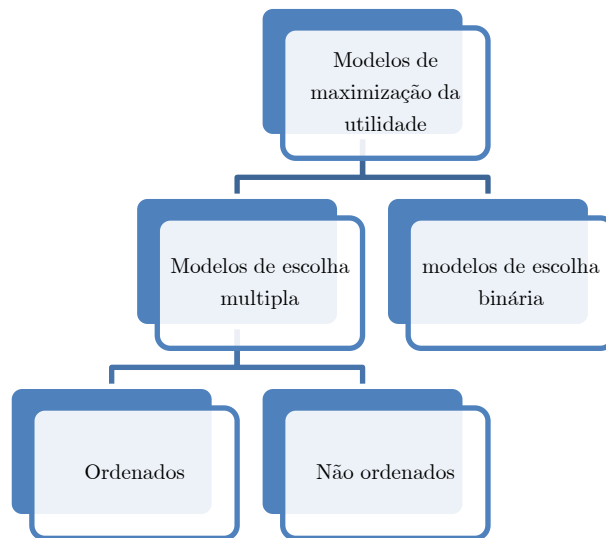 Modelos de
maximização da
utilidade
Modelos de escolha
multipla
modelos de escolha
binária
Ordenados
Não ordenados